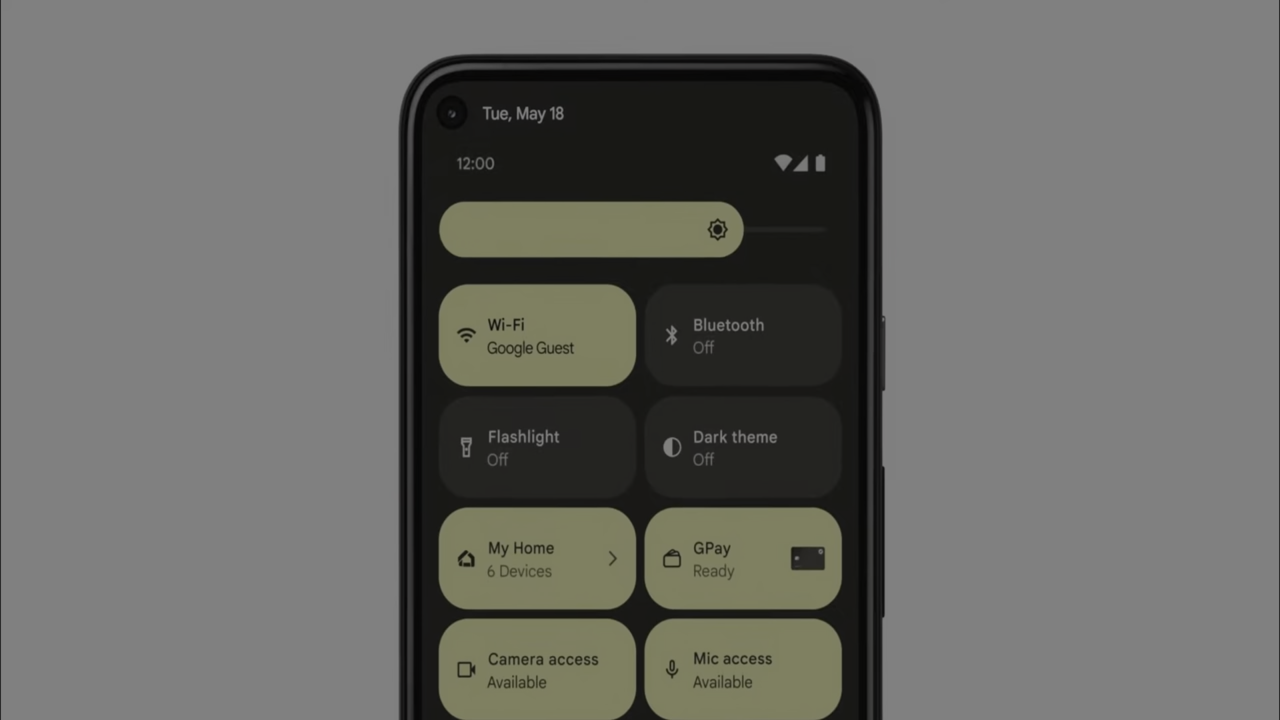 Tue, May 18
12:00
Wi-Fi
Google Guest
Bluetooth
Off
Flashlight
Off
Dark theme
Off
My Home
6 Devices
GPay
Ready
Camera access
Available
Mic access
Available